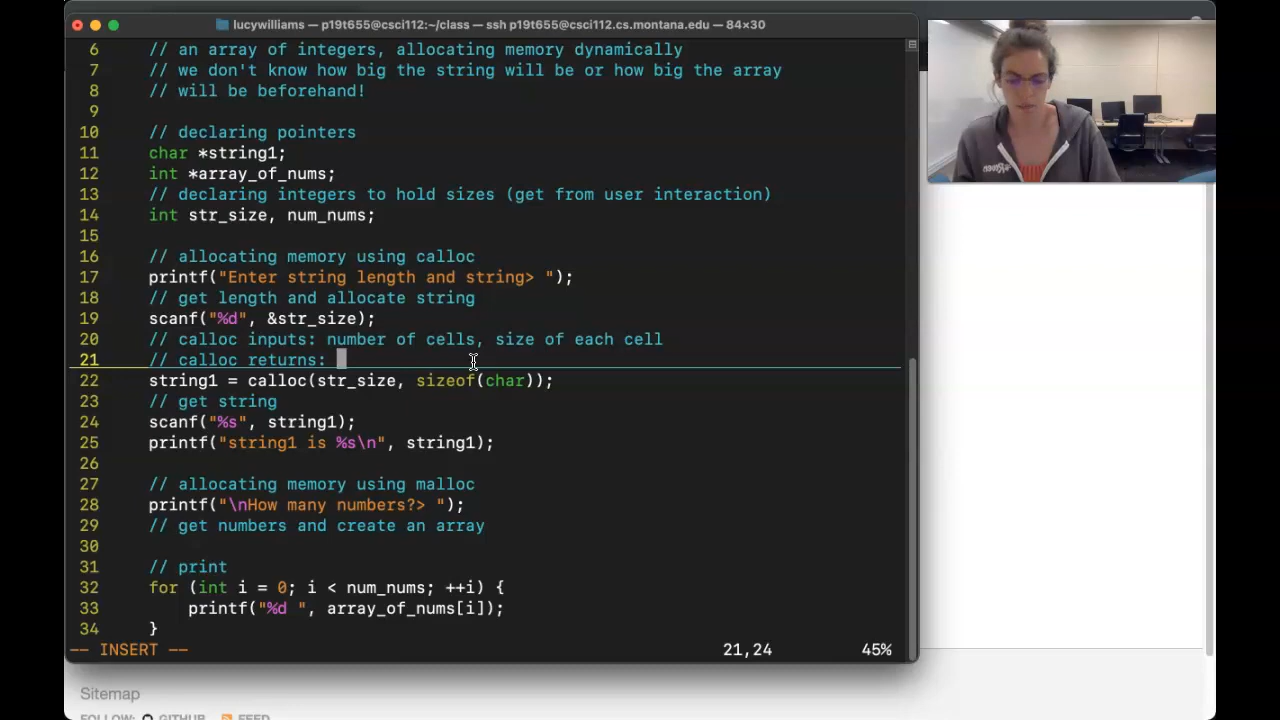 lucywilliams — p19t655@csci112:~/class — ssh p19t655@csci112.cs.montana.edu — 84×30
6 // an array of integers, allocating memory dynamically
7 // we don't know how big the string will be or how big the array
8 // will be beforehand!
9
10 // declaring pointers
11 char *string1;
12 int *array_of_nums;
13 // declaring integers to hold sizes (get from user interaction)
14 int str_size, num_nums;
15
16 // allocating memory using calloc
17 printf("Enter string length and string> ");
18 // get length and allocate string
19 scanf("%d", &str_size);
20 // calloc inputs: number of cells, size of each cell
21 // calloc returns:
22 string1 = calloc(str_size, sizeof(char));
23 // get string
24 scanf("%s", string1);
25 printf("string1 is %s\n", string1);
26
27 // allocating memory using malloc
28 printf("\nHow many numbers?> ");
29 // get numbers and create an array
30
31 // print
32 for (int i = 0; i < num_nums; ++i) {
33 printf("%d ", array_of_nums[i]);
34 }
-- INSERT -- 21,24 45%
Sitemap
FOLLOW: GITHUB FEED